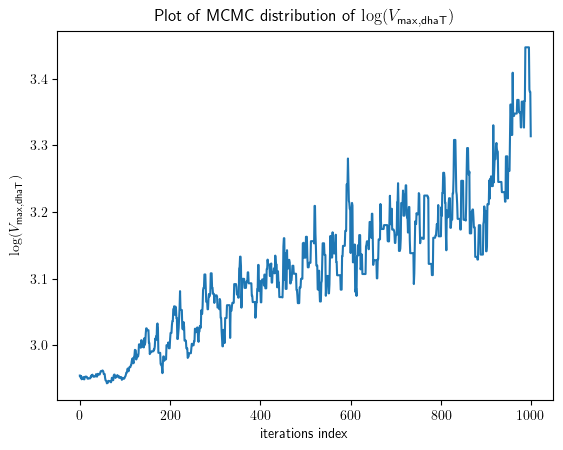 Plot of MCMC distribution of log(V_max,dhaT)
log(V_max,dhaT)
3.4
3.3
3.2
3.1
3.0
0 200 400 600 800 1000
iterations index